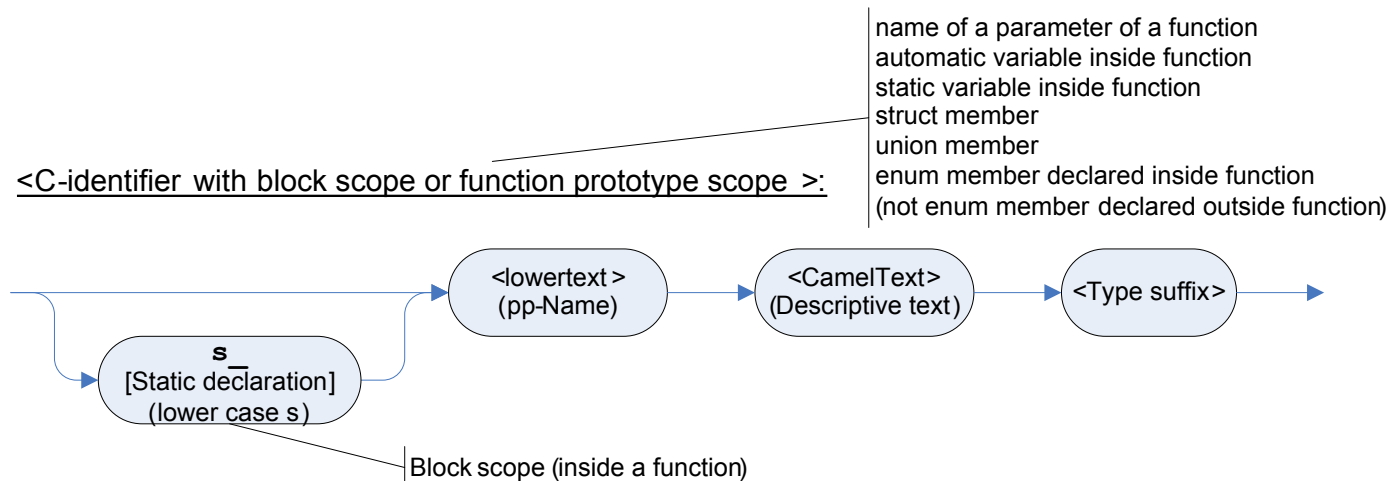 name of a parameter of a function
automatic variable inside function
static variable inside function
struct member
union member
enum member declared inside function
(not enum member declared outside function)
<C-identifier with block scope or function prototype scope >:
<lowertext >
(pp-Name)
<CamelText>
(Descriptive text)
<Type suffix>
s_
[Static declaration]
(lower case s)
Block scope (inside a function)